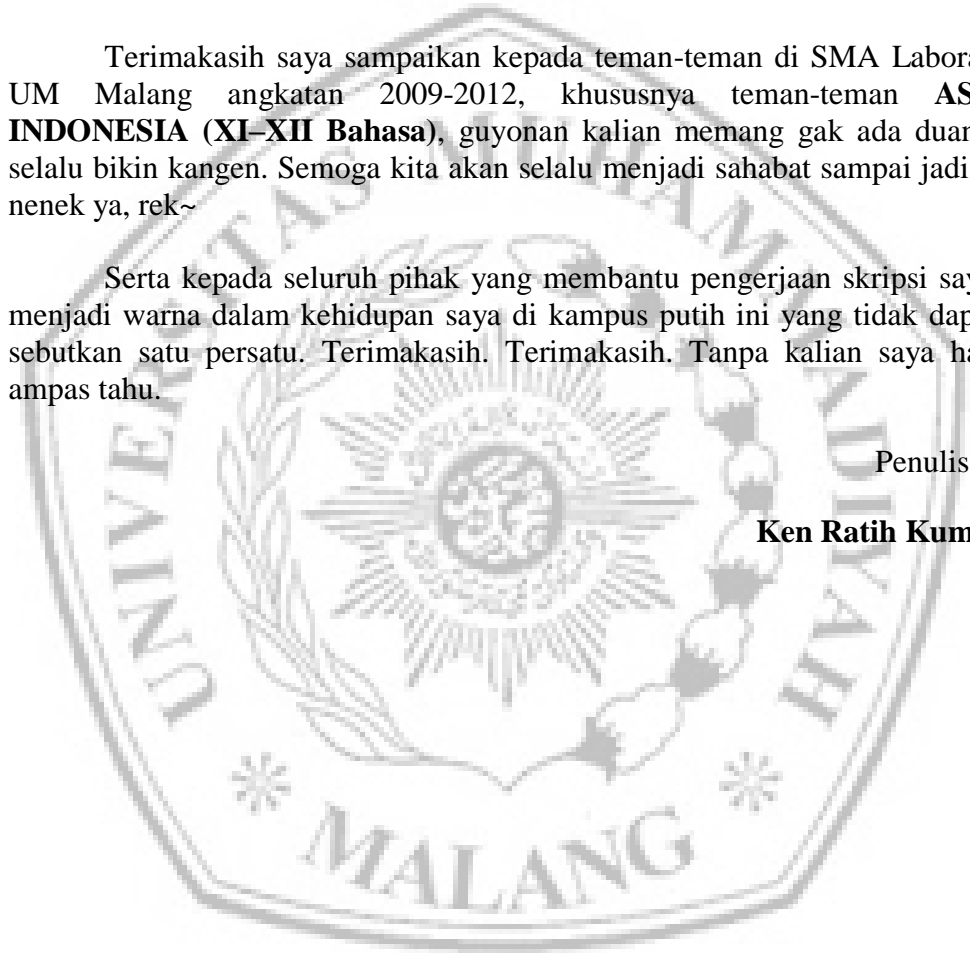 Terimakasih saya sampaikan kepada teman-teman di SMA Labora
UM Malang angkatan 2009-2012, khususnya teman-teman AS
INDONESIA (XI–XII Bahasa), guyonan kalian memang gak ada duan
selalu bikin kangen. Semoga kita akan selalu menjadi sahabat sampai jadi
nenek ya, rek~
Serta kepada seluruh pihak yang membantu pengerjaan skripsi say
menjadi warna dalam kehidupan saya di kampus putih ini yang tidak dap
sebutkan satu persatu. Terimakasih. Terimakasih. Tanpa kalian saya ha
ampas tahu.
Penulis
Ken Ratih Kum
UNIVERSITAS MUHAMMADIYAH
MALANG